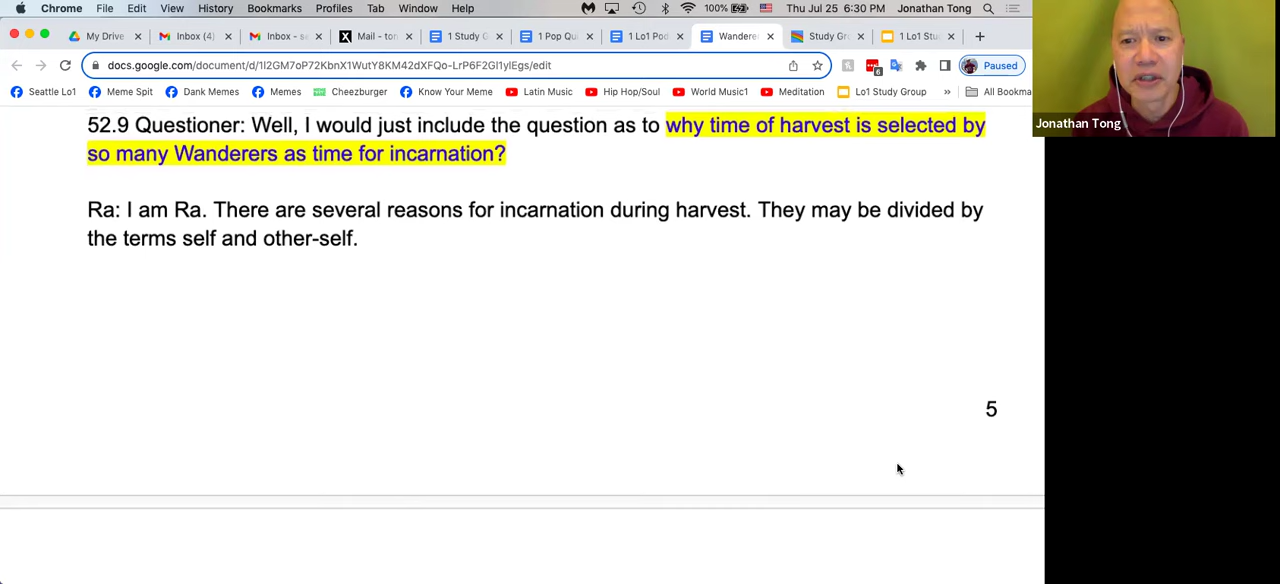 Chrome File Edit View History Bookmarks Profiles Tab Window Help 100% Thu Jul 25 6:30 PM Jonathan Tong
My Drive Inbox (4) Inbox - s Mail - ton 1 Study G 1 Pop Qu 1 Lo1 Pod Wandere Study Gr 1 Lo1 Stu
docs.google.com/document/d/1I2GM7oP72KbnX1WutY8KM42dXFQo-LrP6F2Gl1ylEgs/edit 6 Paused
Seattle Lo1 Meme Spit Dank Memes Memes Cheezburger Know Your Meme Latin Music Hip Hop/Soul World Music1 Meditation Lo1 Study Group » All Bookma
Jonathan Tong
52.9 Questioner: Well, I would just include the question as to why time of harvest is selected by
so many Wanderers as time for incarnation?
Ra: I am Ra. There are several reasons for incarnation during harvest. They may be divided by
the terms self and other-self.
5